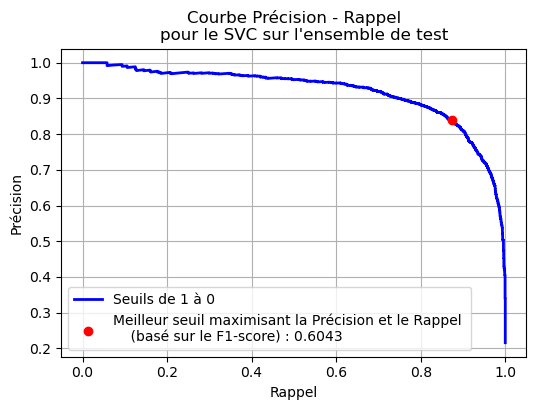 Courbe Précision - Rappel
pour le SVC sur l'ensemble de test
Précision
1.0
0.9
0.8
0.7
0.6
0.5
0.4
0.3
0.2
Seuils de 1 à 0
Meilleur seuil maximisant la Précision et le Rappel
(basé sur le F1-score) : 0.6043
0.0 0.2 0.4 0.6 0.8 1.0
Rappel